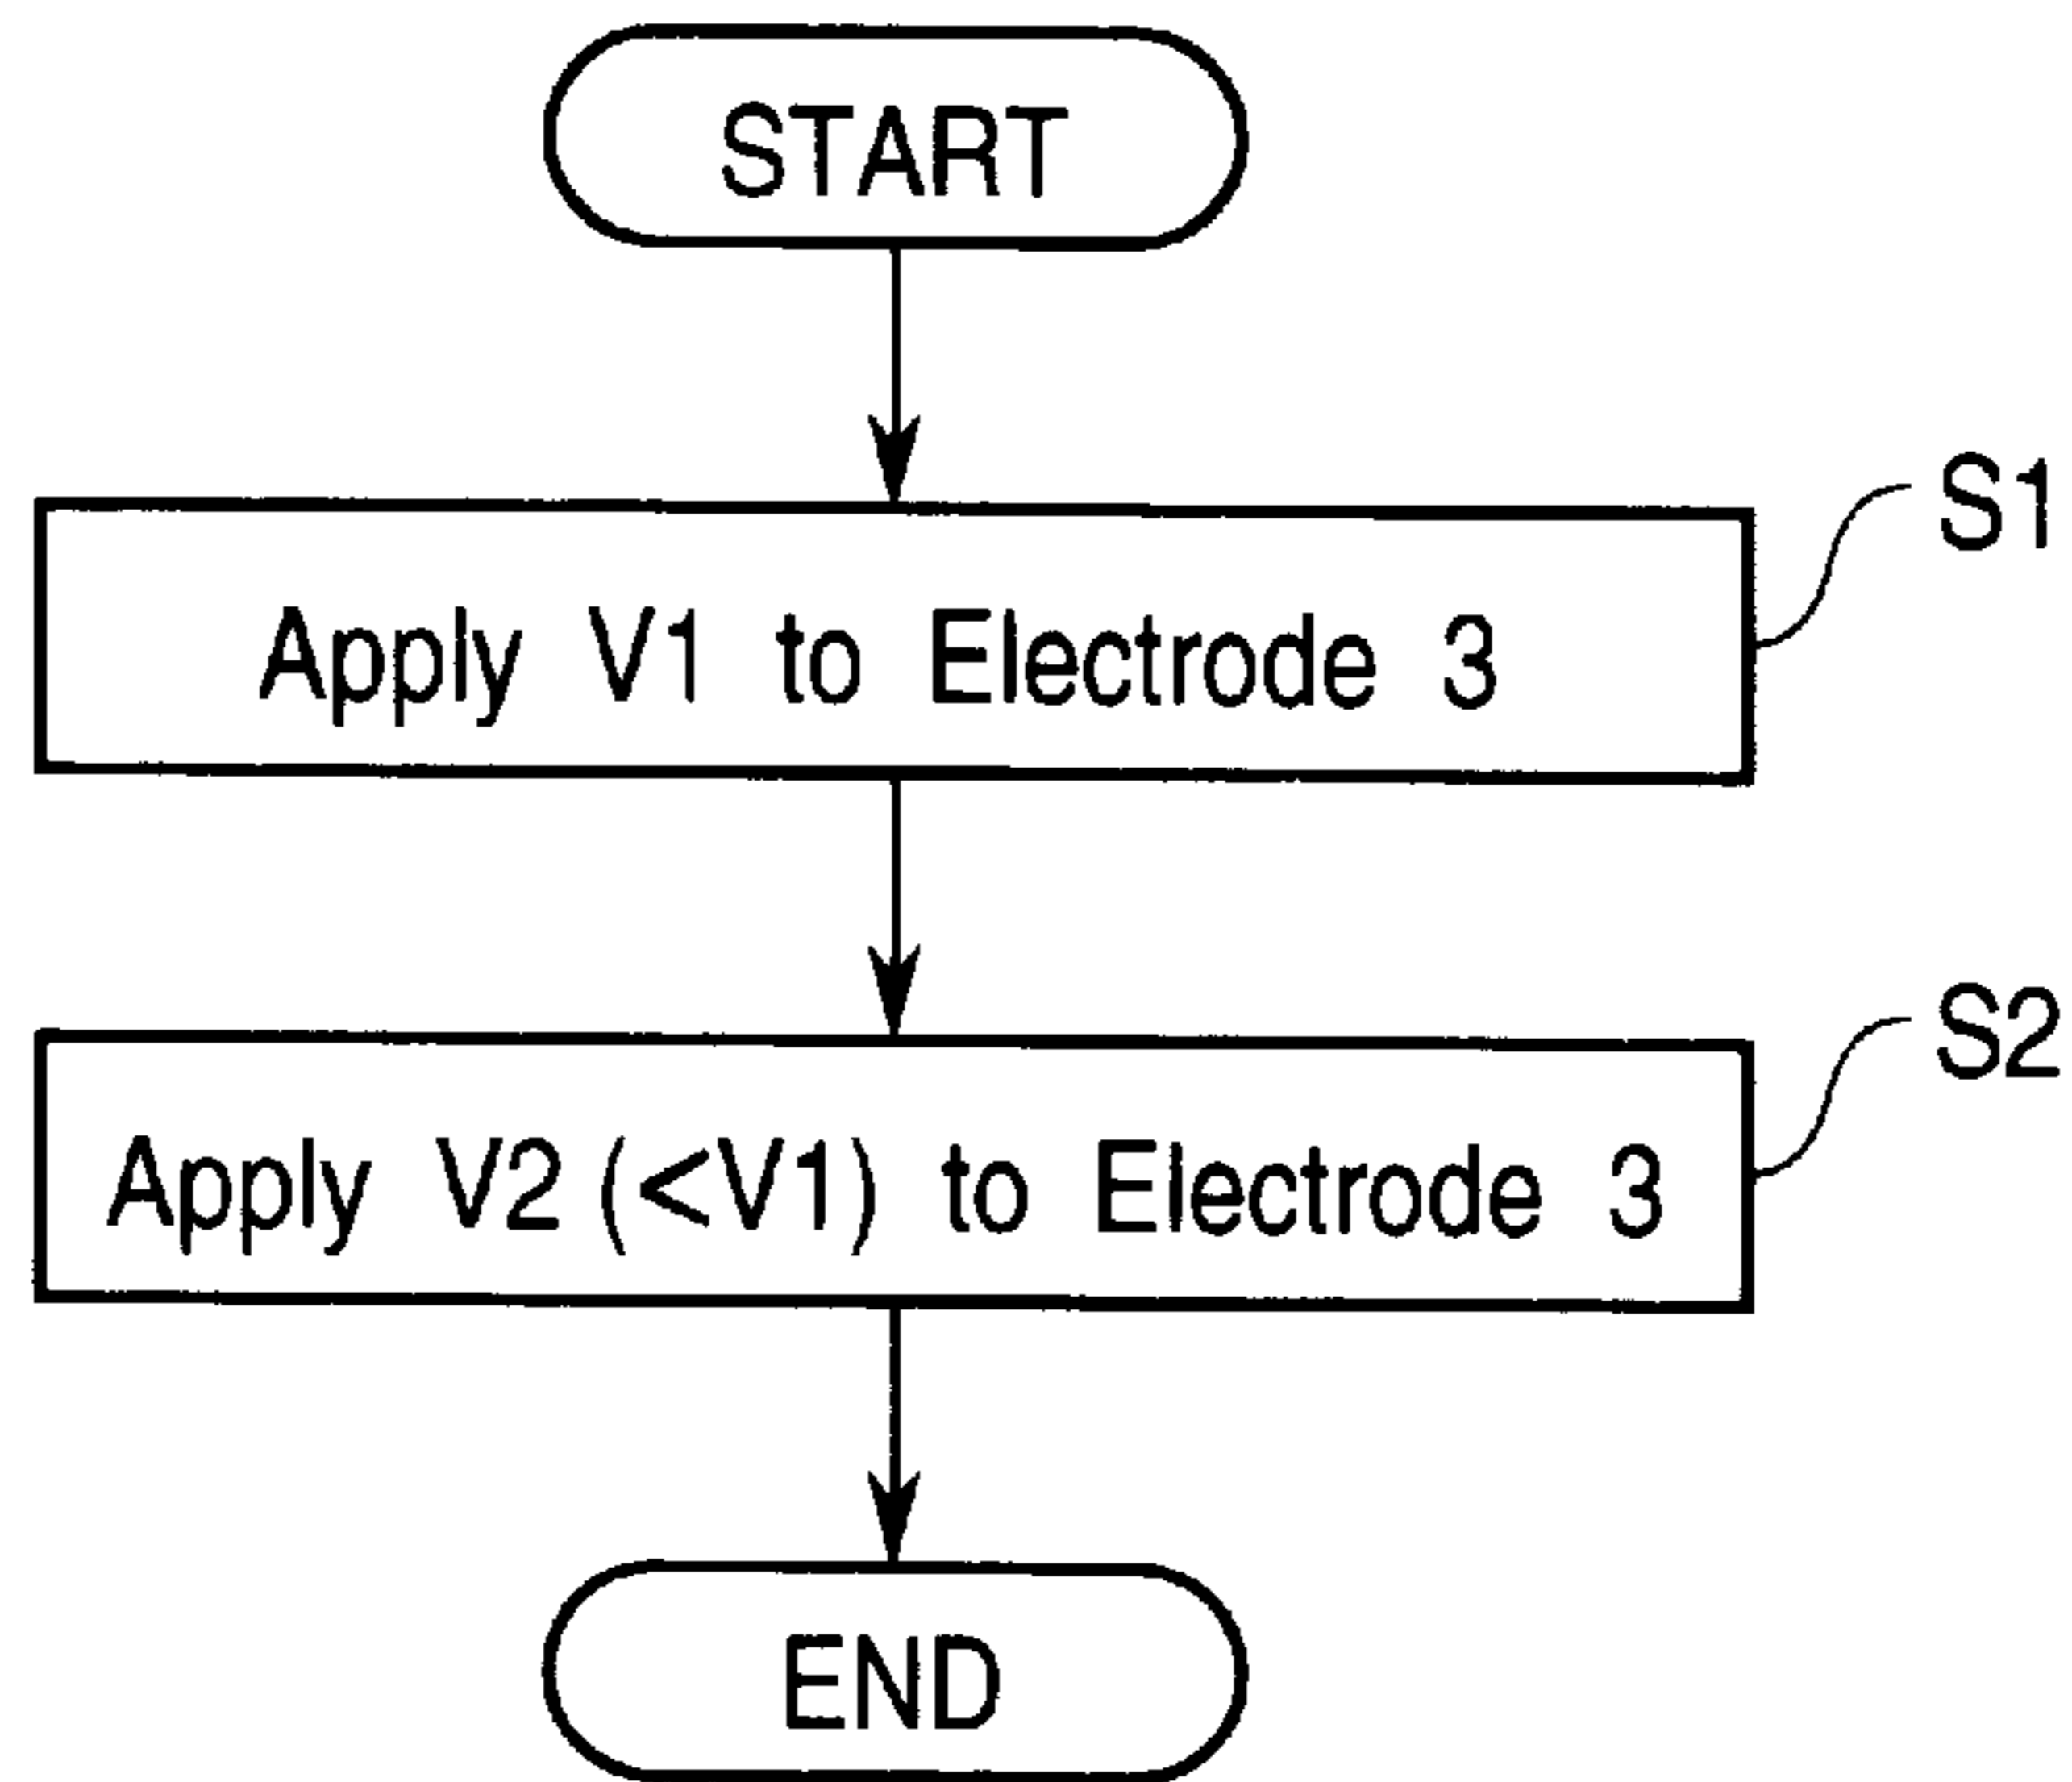 START
S1
Apply V1 to Electrode 3
S2
Apply V2 (<V1) to Electrode 3
END